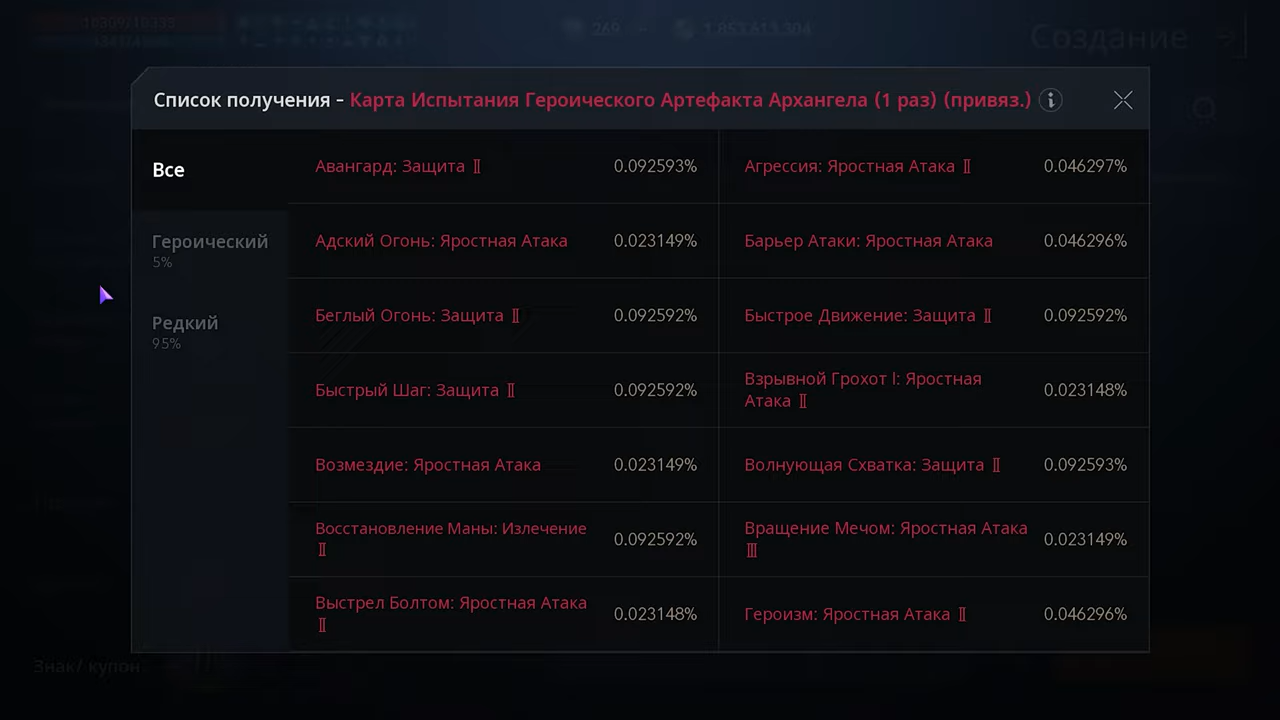 269
1 853 613 304
Создание
Список получения - Карта Испытания Героического Артефакта Архангела (1 раз) (привяз.)
Все
Героический
5%
Редкий
95%
Авангард: Защита Ⅱ 0.092593%
Агрессия: Яростная Атака Ⅱ 0.046297%
Адский Огонь: Яростная Атака 0.023149%
Барьер Атаки: Яростная Атака 0.046296%
Беглый Огонь: Защита Ⅱ 0.092592%
Быстрое Движение: Защита Ⅱ 0.092592%
Быстрый Шаг: Защита Ⅱ 0.092592%
Взрывной Грохот I: Яростная
Атака Ⅱ 0.023148%
Возмездие: Яростная Атака 0.023149%
Волнующая Схватка: Защита Ⅱ 0.092593%
Восстановление Маны: Излечение
Ⅱ 0.092592%
Вращение Мечом: Яростная Атака
Ⅲ 0.023149%
Выстрел Болтом: Яростная Атака
Ⅱ 0.023148%
Героизм: Яростная Атака Ⅱ 0.046296%
Знак/ купон